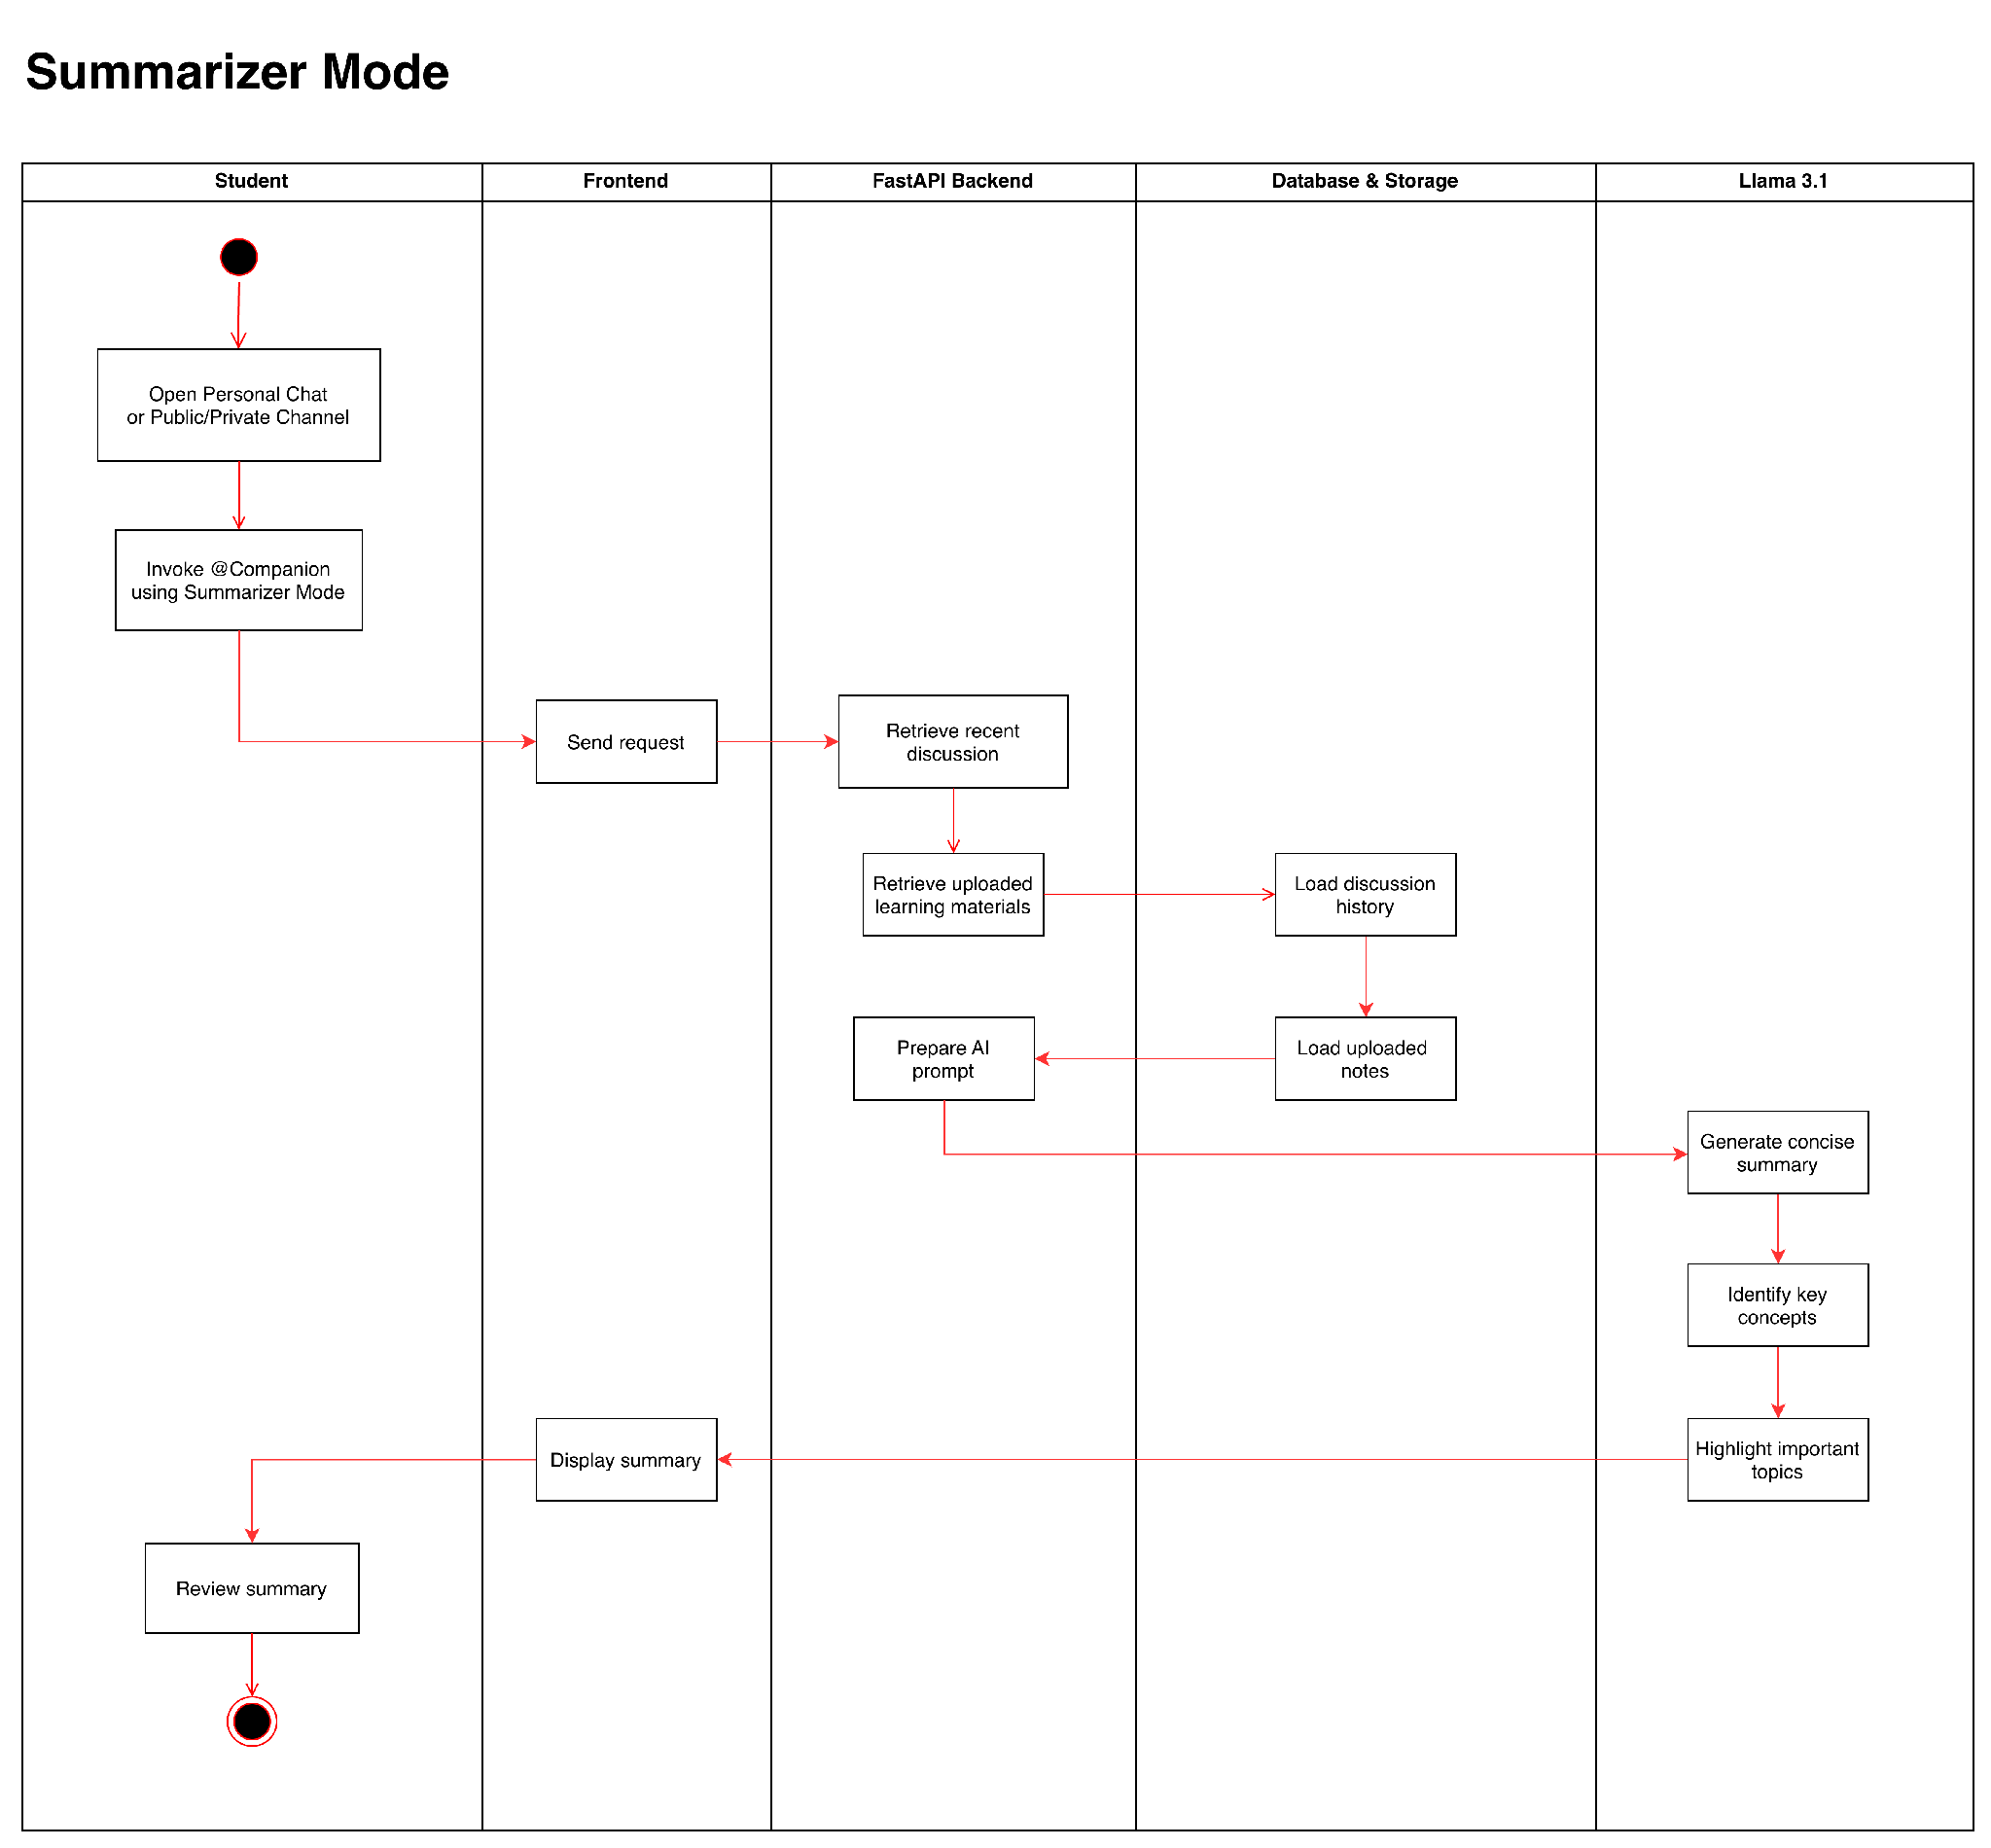 Summarizer Mode
Student
Frontend
FastAPI Backend
Database & Storage
Llama 3.1
Open Personal Chat
or Public/Private Channel
Invoke @Companion
using Summarizer Mode
Send request
Retrieve recent
discussion
Retrieve uploaded
learning materials
Load discussion
history
Prepare AI
prompt
Load uploaded
notes
Generate concise
summary
Identify key
concepts
Display summary
Highlight important
topics
Review summary